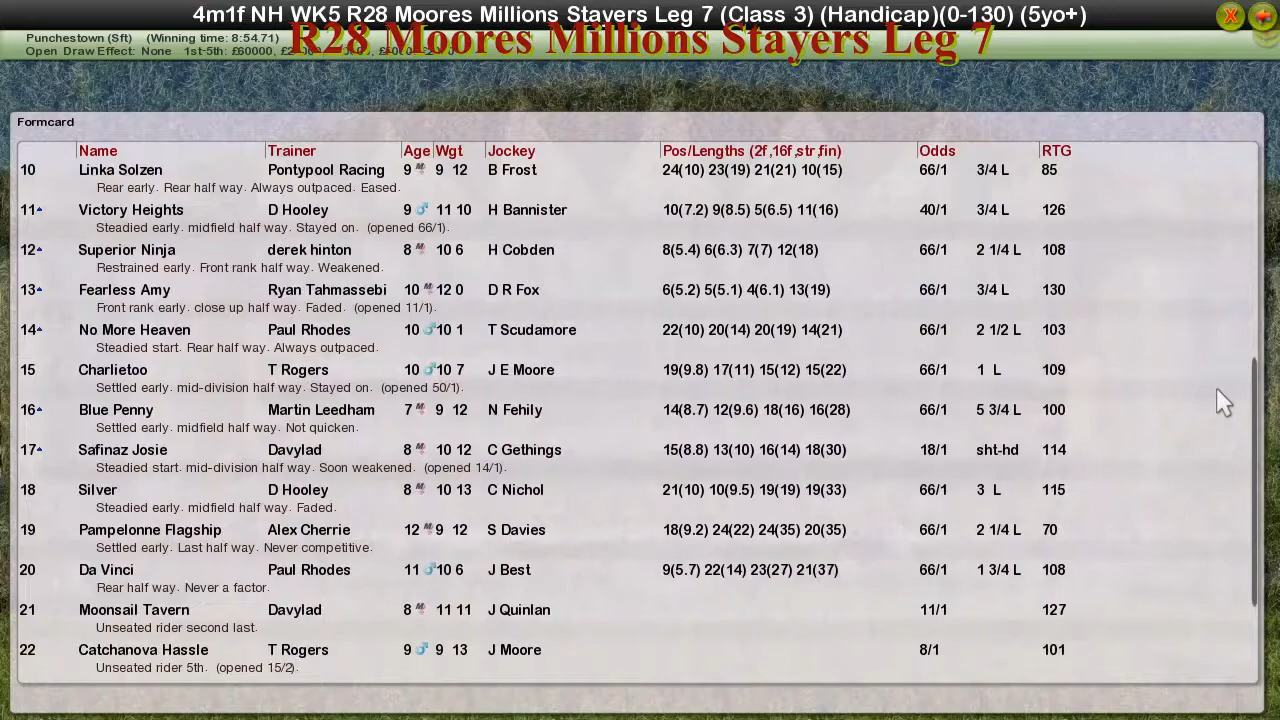 4m1f NH WK5 R28 Moores Millions Stayers Leg 7 (Class 3) (Handicap)(0-130) (5yo+)
R28 Moores Millions Stayers Leg 7
Punchestown (Sft) (Winning time: 8:54.71)
Open Draw Effect: None 1st-5th: £60000,
Formcard
Name Trainer Age Wgt Jockey Pos/Lengths (2f,16f,str,fin) Odds RTG
10 Linka Solzen Pontypool Racing 9 9 12 B Frost 24(10) 23(19) 21(21) 10(15) 66/1 3/4 L 85
Rear early. Rear half way. Always outpaced. Eased.
11 Victory Heights D Hooley 9 11 10 H Bannister 10(7.2) 9(8.5) 5(6.5) 11(16) 40/1 3/4 L 126
Steadied early. midfield half way. Stayed on. (opened 66/1).
12 Superior Ninja derek hinton 8 10 6 H Cobden 8(5.4) 6(6.3) 7(7) 12(18) 66/1 2 1/4 L 108
Restrained early. Front rank half way. Weakened.
13 Fearless Amy Ryan Tahmassebi 10 12 0 D R Fox 6(5.2) 5(5.1) 4(6.1) 13(19) 66/1 3/4 L 130
Front rank early. close up half way. Faded. (opened 11/1).
14 No More Heaven Paul Rhodes 10 10 1 T Scudamore 22(10) 20(14) 20(19) 14(21) 66/1 2 1/2 L 103
Steadied start. Rear half way. Always outpaced.
15 Charlietoo T Rogers 10 10 7 J E Moore 19(9.8) 17(11) 15(12) 15(22) 66/1 1 L 109
Settled early. mid-division half way. Stayed on. (opened 50/1).
16 Blue Penny Martin Leedham 7 9 12 N Fehily 14(8.7) 12(9.6) 18(16) 16(28) 66/1 5 3/4 L 100
Settled early. midfield half way. Not quicken.
17 Safinaz Josie Davylad 8 10 12 C Gethings 15(8.8) 13(10) 16(14) 18(30) 18/1 sht-hd 114
Steadied start. mid-division half way. Soon weakened. (opened 14/1).
18 Silver D Hooley 8 10 13 C Nichol 21(10) 10(9.5) 19(19) 19(33) 66/1 3 L 115
Steadied early. midfield half way. Faded.
19 Pampelonne Flagship Alex Cherrie 12 9 12 S Davies 18(9.2) 24(22) 24(35) 20(35) 66/1 2 1/4 L 70
Settled early. Last half way. Never competitive.
20 Da Vinci Paul Rhodes 11 10 6 J Best 9(5.7) 22(14) 23(27) 21(37) 66/1 1 3/4 L 108
Rear half way. Never a factor.
21 Moonsail Tavern Davylad 8 11 11 J Quinlan 11/1 127
Unseated rider second last.
22 Catchanova Hassle T Rogers 9 9 13 J Moore 8/1 101
Unseated rider 5th. (opened 15/2).